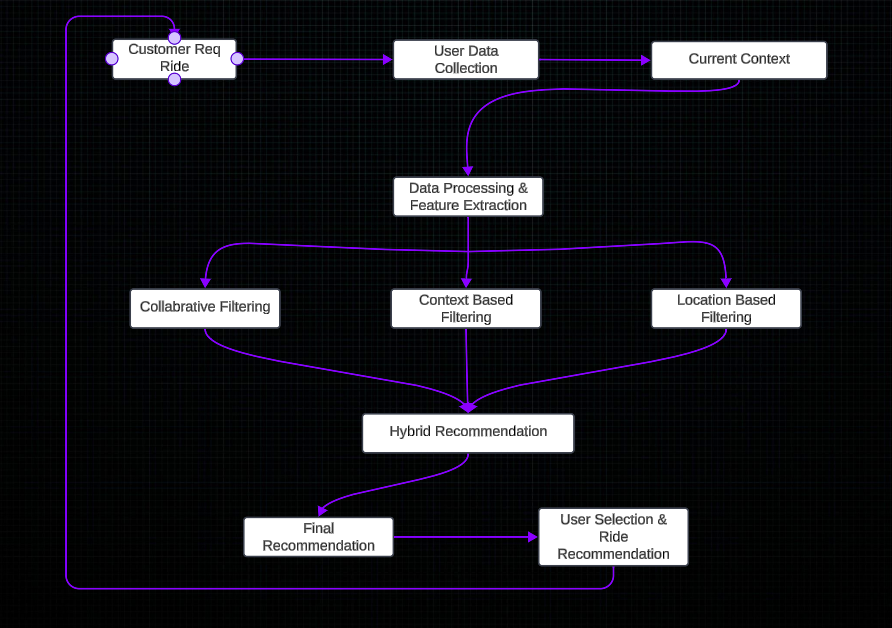 Customer Req
Ride
User Data
Collection
Current Context
Data Processing &
Feature Extraction
Collabrative Filtering
Context Based
Filtering
Location Based
Filtering
Hybrid Recommendation
Final
Recommendation
User Selection &
Ride
Recommendation